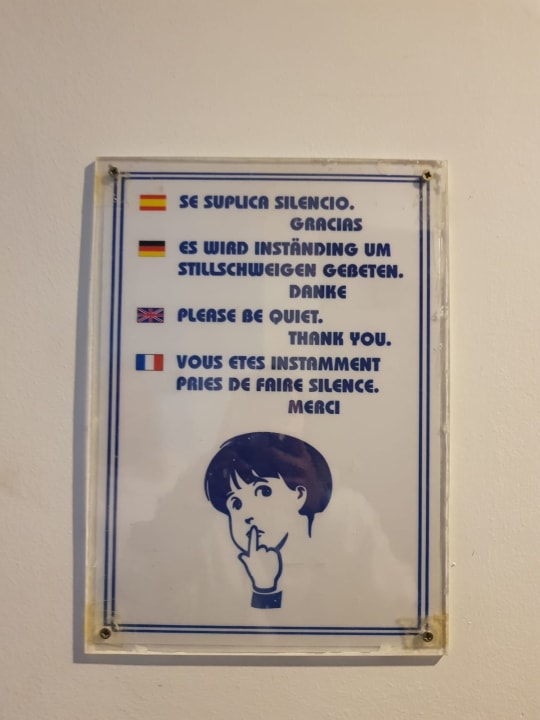 SE SUPLICA SILENCIO.
GRACIAS
ES WIRD INSTÄNDING UM
STILLSCHWEIGEN GEBETEN.
DANKE
PLEASE BE QUIET.
THANK YOU.
VOUS ETES INSTAMMENT
PRIES DE FAIRE SILENCE.
MERCI